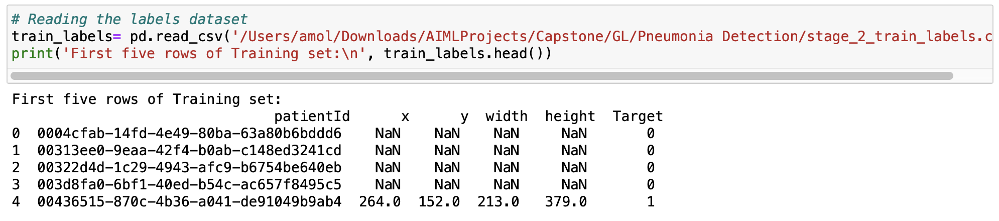 # Reading the labels dataset
train_labels= pd.read_csv('/Users/amol/Downloads/AIMLProjects/Capstone/GL/Pneumonia Detection/stage_2_train_labels.c
print('First five rows of Training set:\n', train_labels.head())
First five rows of Training set:
patientId x y width height Target
0 0004cfab-14fd-4e49-80ba-63a80b6bddd6 NaN NaN NaN NaN 0
1 00313ee0-9eaa-42f4-b0ab-c148ed3241cd NaN NaN NaN NaN 0
2 00322d4d-1c29-4943-afc9-b6754be640eb NaN NaN NaN NaN 0
3 003d8fa0-6bf1-40ed-b54c-ac657f8495c5 NaN NaN NaN NaN 0
4 00436515-870c-4b36-a041-de91049b9ab4 264.0 152.0 213.0 379.0 1